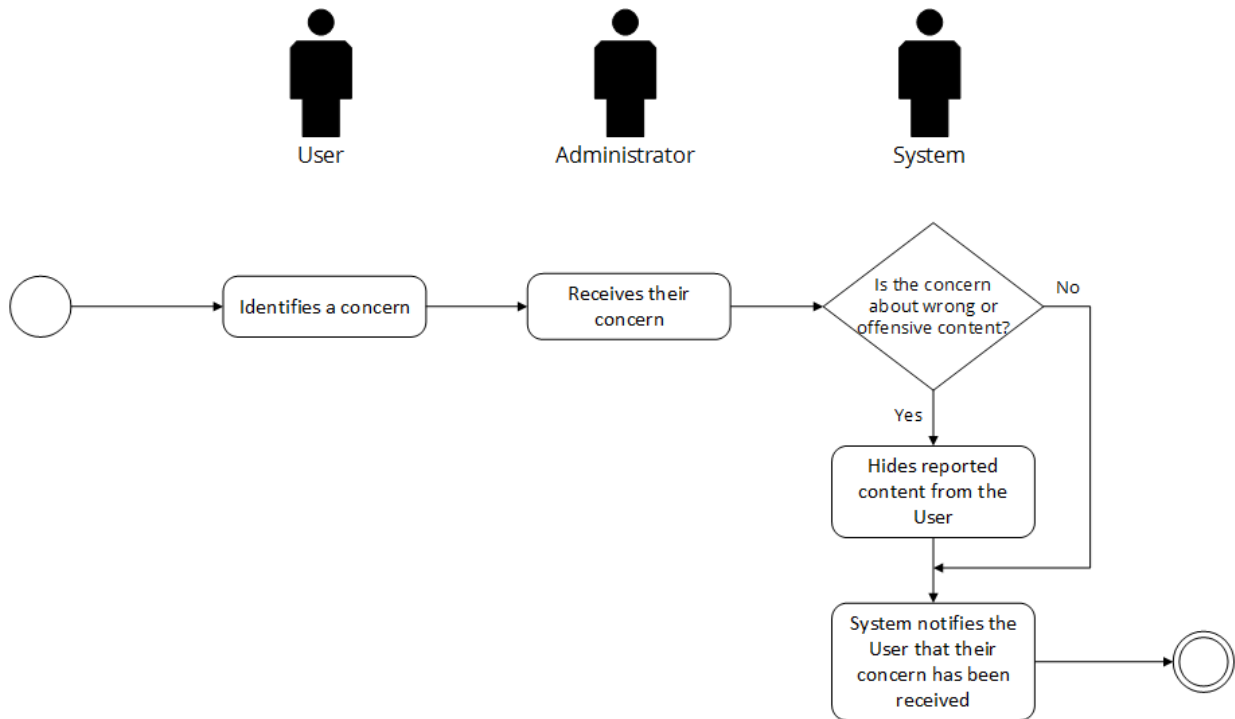 User
Administrator
System
Identifies a concern
Receives their
concern
Is the concern
about wrong or
offensive content?
No
Yes
Hides reported
content from the
User
System notifies the
User that their
concern has been
received